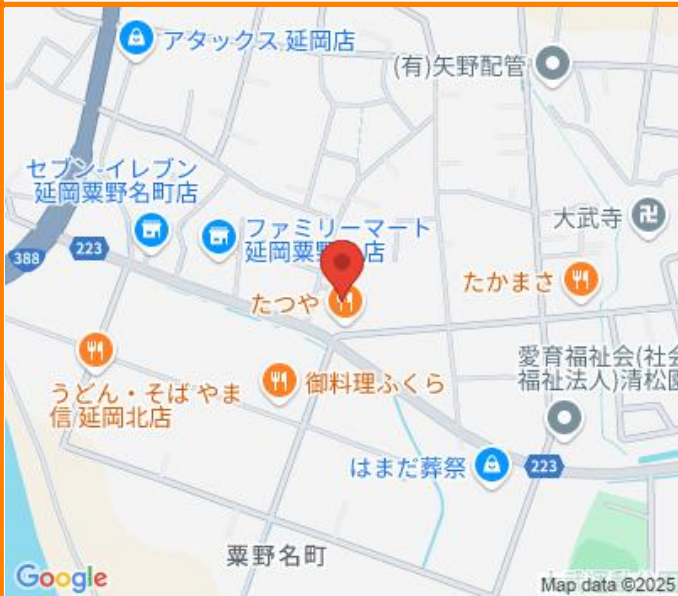 アタックス 延岡店
(有)矢野配管
セブン-イレブン
延岡粟野名町店
ファミリーマート
延岡粟野
店
大武寺
388
223
たつや
たかまさ
愛育福祉会(社会
福祉法人)清松園
うどん・そば やま
信 延岡北店
御料理ふくら
はまだ葬祭
223
粟野名町
Google
Map data ©2025